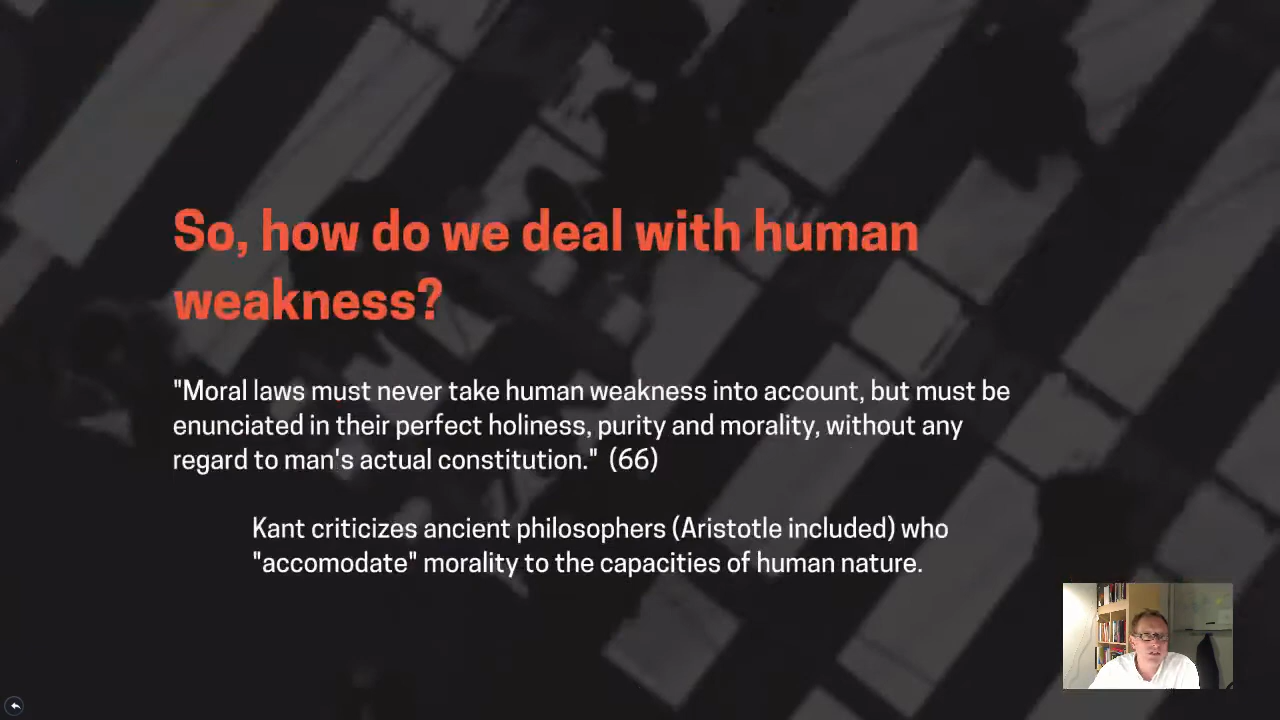 So, how do we deal with human
weakness?
"Moral laws must never take human weakness into account, but must be
enunciated in their perfect holiness, purity and morality, without any
regard to man's actual constitution." (66)
Kant criticizes ancient philosophers (Aristotle included) who
"accomodate" morality to the capacities of human nature.